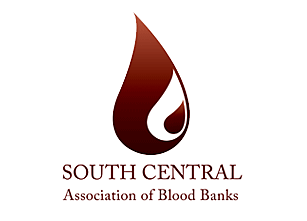 SOUTH CENTRAL
Association of Blood Banks